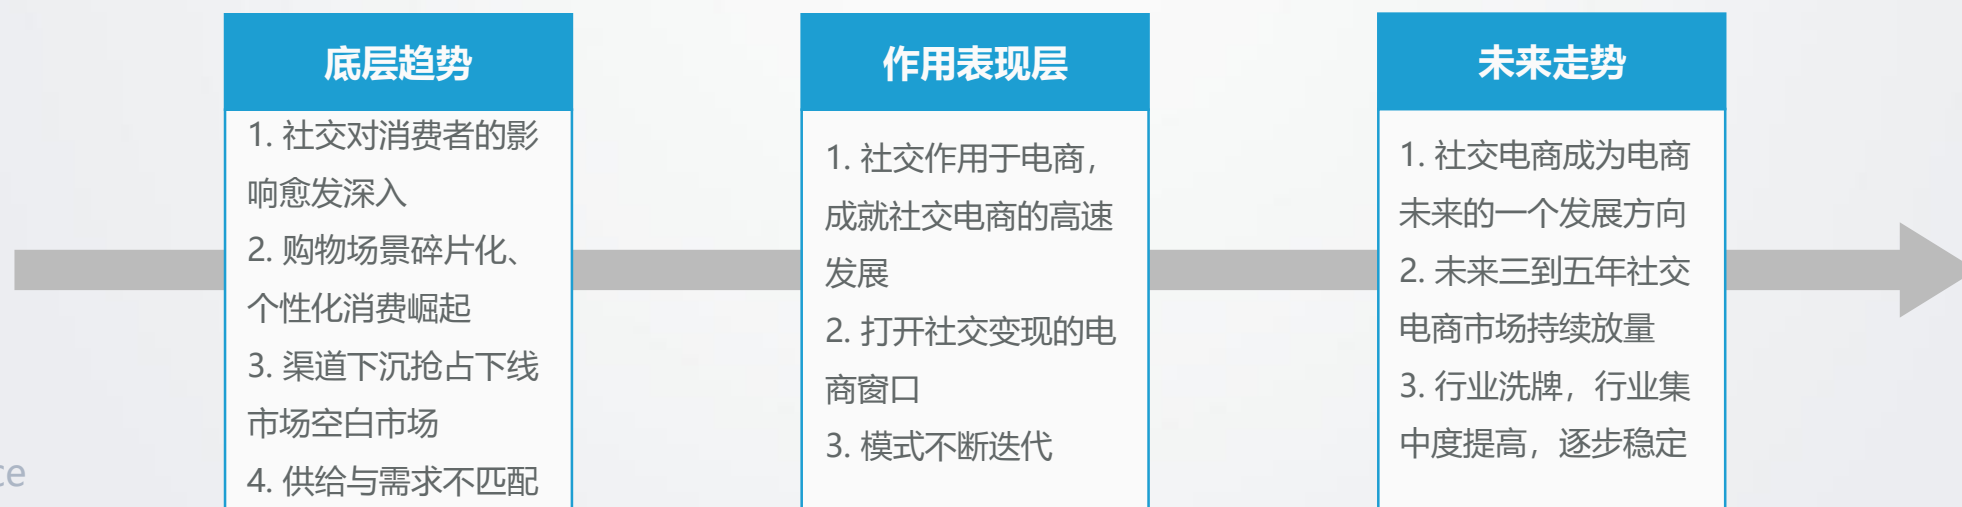 底层趋势
1. 社交对消费者的影
响愈发深入
2. 购物场景碎片化、
个性化消费崛起
3. 渠道下沉抢占下线
市场空白市场
4. 供给与需求不匹配
作用表现层
1. 社交作用于电商，
成就社交电商的高速
发展
2. 打开社交变现的电
商窗口
3. 模式不断迭代
未来走势
1. 社交电商成为电商
未来的一个发展方向
2. 未来三到五年社交
电商市场持续放量
3. 行业洗牌，行业集
中度提高，逐步稳定